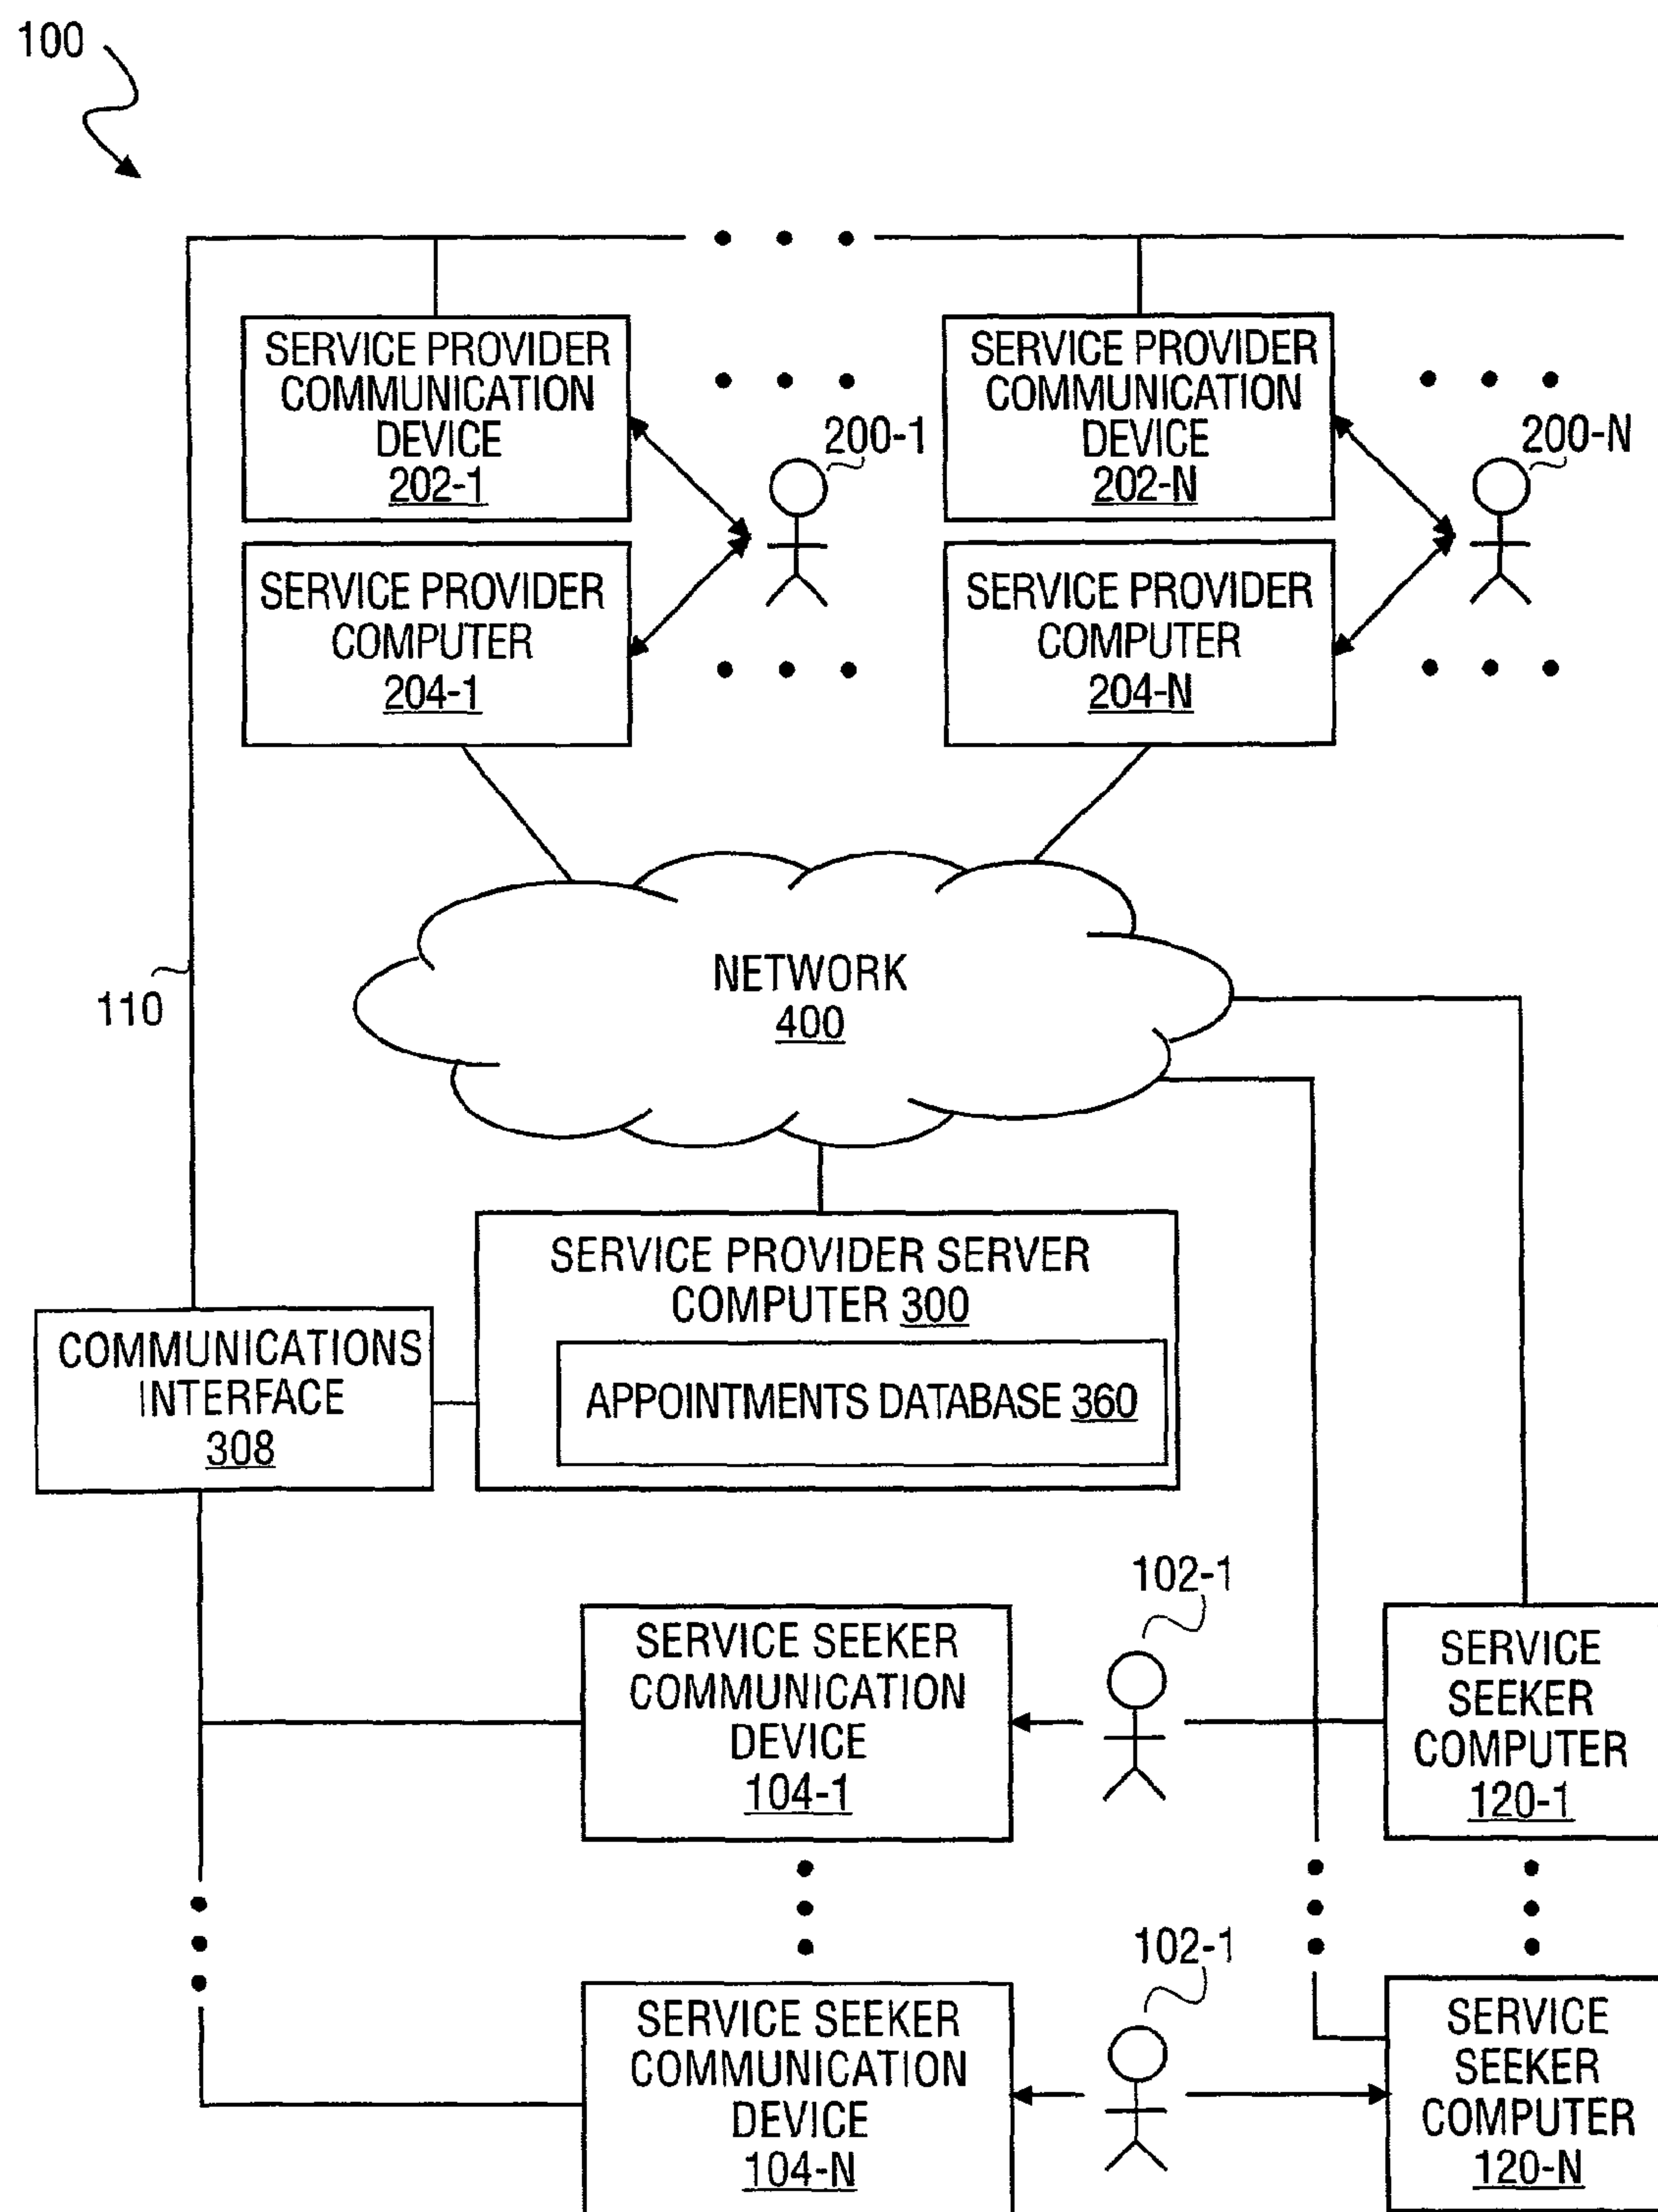 100
SERVICE PROVIDER
COMMUNICATION
DEVICE
202-1
200-1
SERVICE PROVIDER
COMMUNICATION
DEVICE
202-N
200-N
SERVICE PROVIDER
COMPUTER
204-1
SERVICE PROVIDER
COMPUTER
204-N
110
NETWORK
400
SERVICE PROVIDER SERVER
COMPUTER 300
APPOINTMENTS DATABASE 360
COMMUNICATIONS
INTERFACE
308
SERVICE SEEKER
COMMUNICATION
DEVICE
104-1
102-1
SERVICE
SEEKER
COMPUTER
120-1
SERVICE SEEKER
COMMUNICATION
DEVICE
104-N
102-1
SERVICE
SEEKER
COMPUTER
120-N